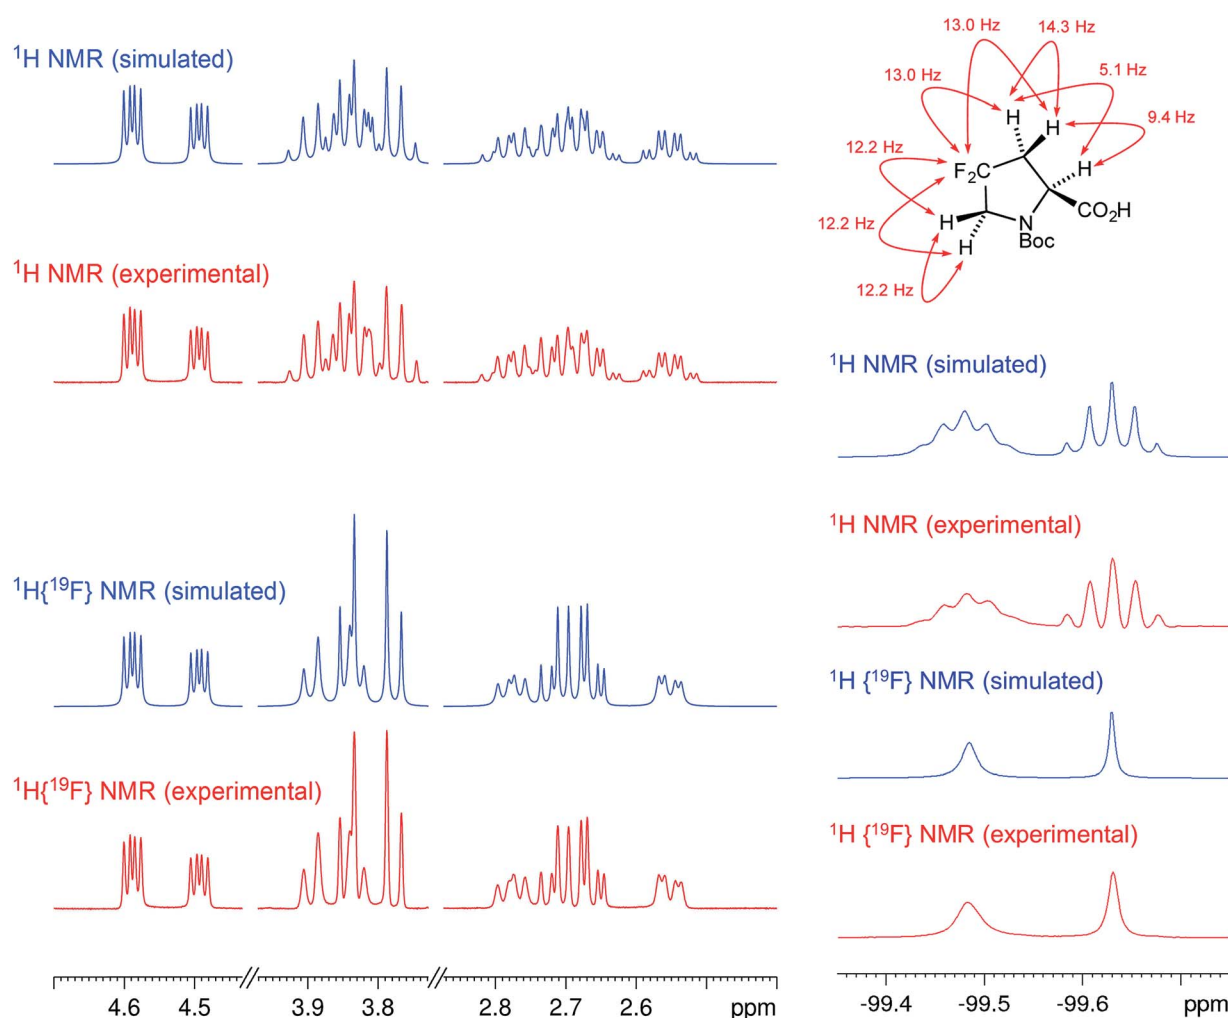 ¹H NMR (simulated)
¹H NMR (experimental)
¹H{¹⁹F} NMR (simulated)
¹H{¹⁹F} NMR (experimental)
4.6 4.5 3.9 3.8 2.8 2.7 2.6 ppm
13.0 Hz 14.3 Hz
13.0 Hz 5.1 Hz
H H 9.4 Hz
12.2 Hz F₂C H
12.2 Hz H N CO₂H
H Boc
12.2 Hz
¹H NMR (simulated)
¹H NMR (experimental)
¹H {¹⁹F} NMR (simulated)
¹H {¹⁹F} NMR (experimental)
-99.4 -99.5 -99.6 ppm